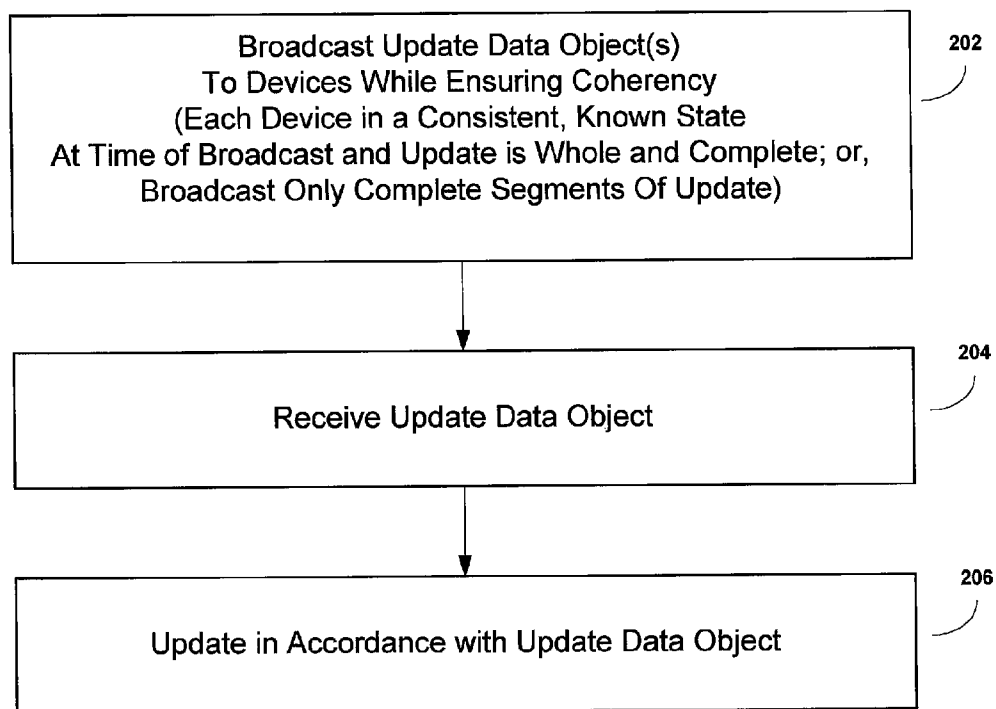 Broadcast Update Data Object(s)
To Devices While Ensuring Coherency
(Each Device in a Consistent, Known State
At Time of Broadcast and Update is Whole and Complete; or,
Broadcast Only Complete Segments Of Update)
202
Receive Update Data Object
204
Update in Accordance with Update Data Object
206